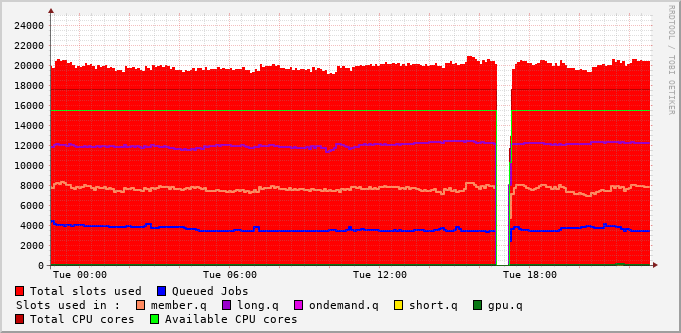 24000
22000
20000
18000
16000
14000
12000
10000
8000
6000
4000
2000
0
Tue 00:00 Tue 06:00 Tue 12:00 Tue 18:00
RRDTOOL / TOBI OETIKER
Total slots used Queued Jobs
Slots used in : member.q long.q ondemand.q short.q gpu.q
Total CPU cores Available CPU cores